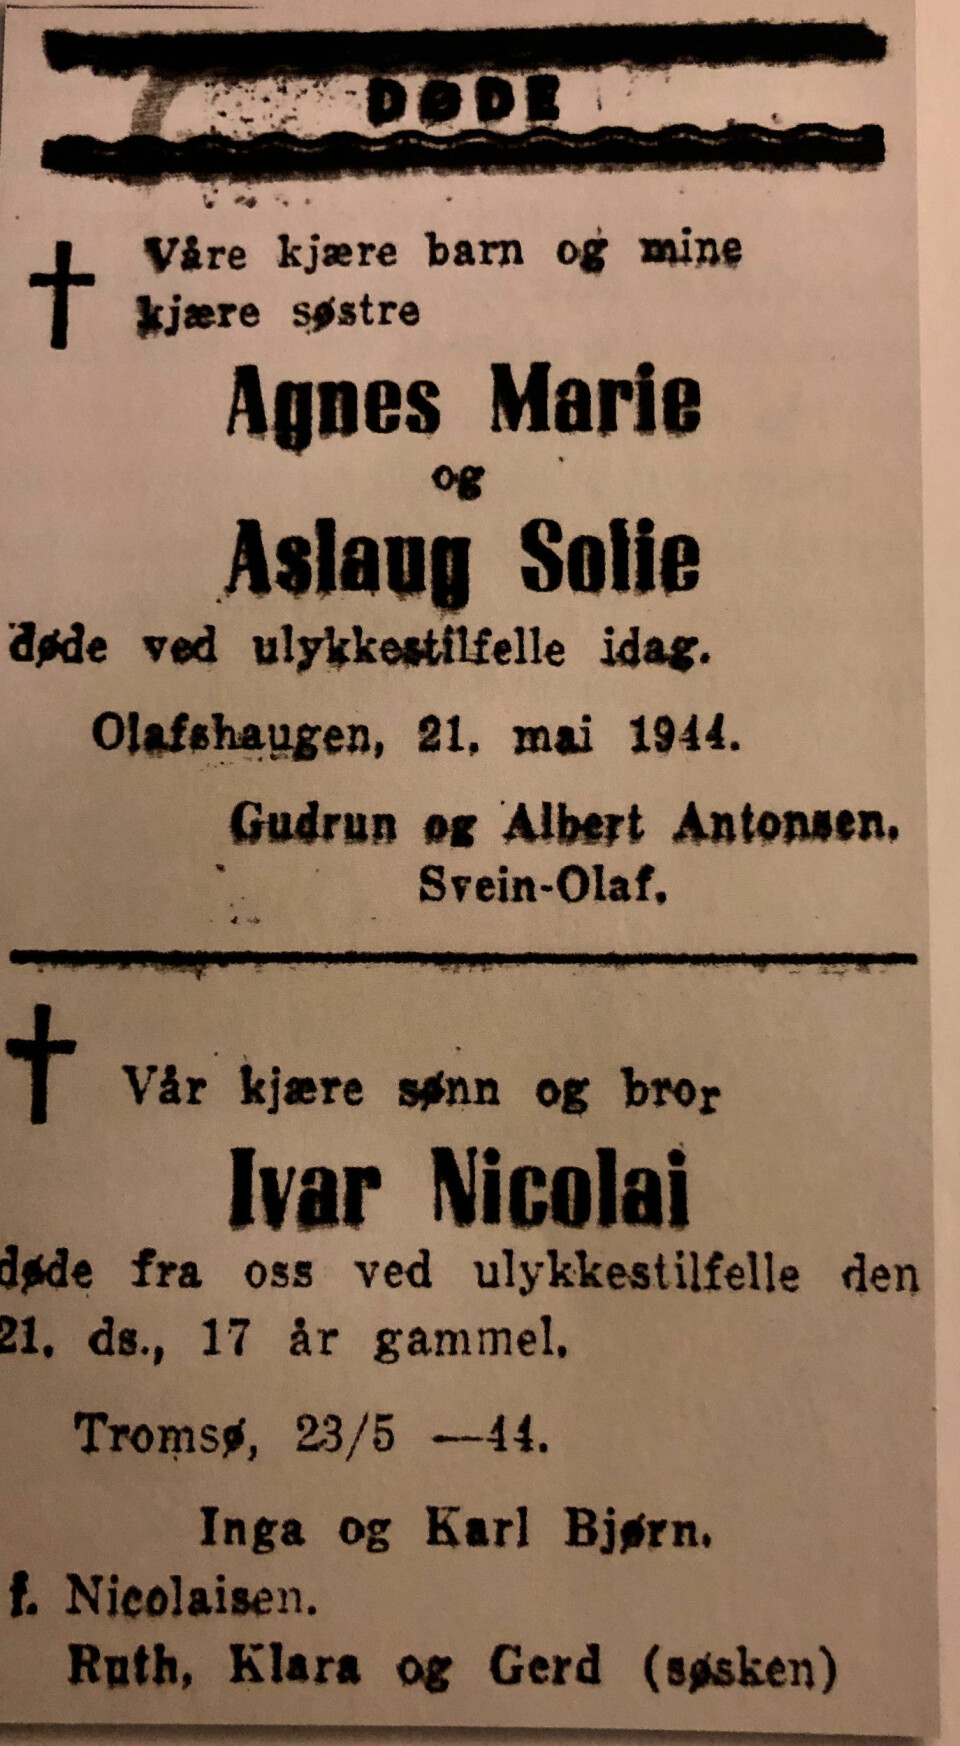 DØDE
Våre kjære barn og mine
kjære søstre
Agnes Marie
og
Aslaug Solie
døde ved ulykkestilfelle idag.
Olafshaugen, 21. mai 1944.
Gudrun og Albert Antonsen.
Svein-Olaf.
Vår kjære sønn og bror
Ivar Nicolai
døde fra oss ved ulykkestilfelle den
21. ds., 17 år gammel.
Tromsø, 23/5 —44.
Inga og Karl Bjørn.
f. Nicolaisen.
Ruth, Klara og Gerd (søsken)